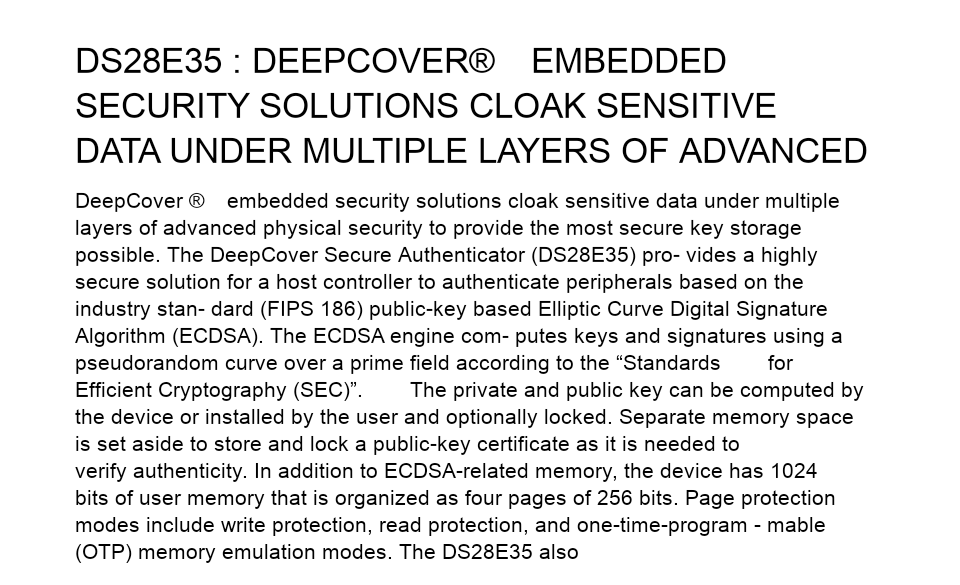 DS28E35 : DEEPCOVER® EMBEDDED
SECURITY SOLUTIONS CLOAK SENSITIVE
DATA UNDER MULTIPLE LAYERS OF ADVANCED
DeepCover ® embedded security solutions cloak sensitive data under multiple
layers of advanced physical security to provide the most secure key storage
possible. The DeepCover Secure Authenticator (DS28E35) pro- vides a highly
secure solution for a host controller to authenticate peripherals based on the
industry stan- dard (FIPS 186) public-key based Elliptic Curve Digital Signature
Algorithm (ECDSA). The ECDSA engine com- putes keys and signatures using a
pseudorandom curve over a prime field according to the “Standards for
Efficient Cryptography (SEC)”. The private and public key can be computed by
the device or installed by the user and optionally locked. Separate memory space
is set aside to store and lock a public-key certificate as it is needed to
verify authenticity. In addition to ECDSA-related memory, the device has 1024
bits of user memory that is organized as four pages of 256 bits. Page protection
modes include write protection, read protection, and one-time-program - mable
(OTP) memory emulation modes. The DS28E35 also